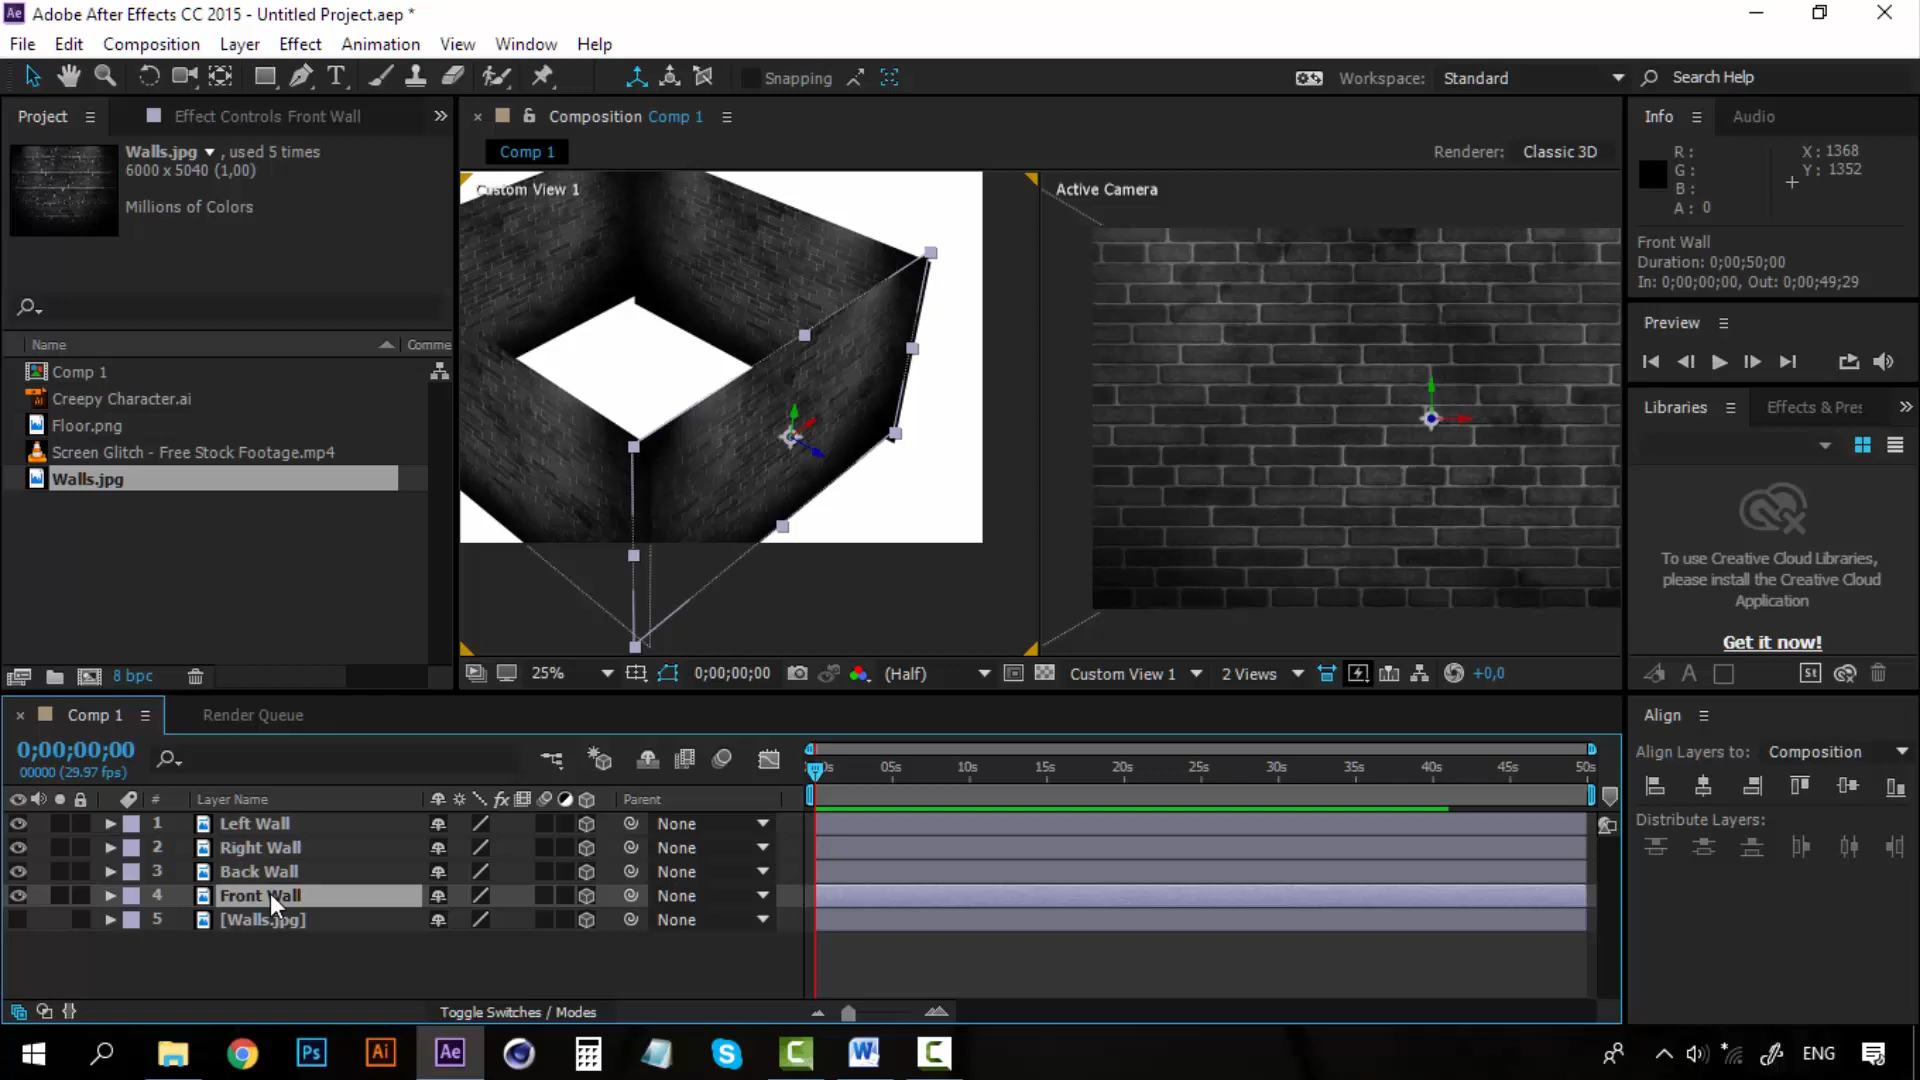 Ae Adobe After Effects CC 2015 - Untitled Project.aep *
File Edit Composition Layer Effect Animation View Window Help
Snapping Workspace: Standard Search Help
Project Effect Controls Front Wall
Composition Comp 1
Info Audio
Walls.jpg , used 5 times
6000 x 5040 (1,00)
Millions of Colors
Comp 1
Renderer: Classic 3D
R:
G:
B:
A: 0
X: 1368
Y: 1352
Custom View 1
Active Camera
Front Wall
Duration: 0;00;50;00
In: 0;00;00;00, Out: 0;00;49;29
Preview
Name Comme
Comp 1
Creepy Character.ai
Floor.png
Screen Glitch - Free Stock Footage.mp4
Walls.jpg
Libraries Effects & Pres
To use Creative Cloud Libraries,
please install the Creative Cloud
Application
Get it now!
8 bpc
25% 0;00;00;00 (Half) Custom View 1 2 Views +0,0
St
Comp 1 Render Queue
Align
0;00;00;00
00000 (29.97 fps)
Align Layers to: Composition
05s 10s 15s 20s 25s 30s 35s 40s 45s 50s
# Layer Name fx Parent
1 Left Wall None
2 Right Wall None
3 Back Wall None
4 Front Wall None
5 [Walls.jpg] None
Distribute Layers:
Toggle Switches / Modes
Ps Ai Ae ENG